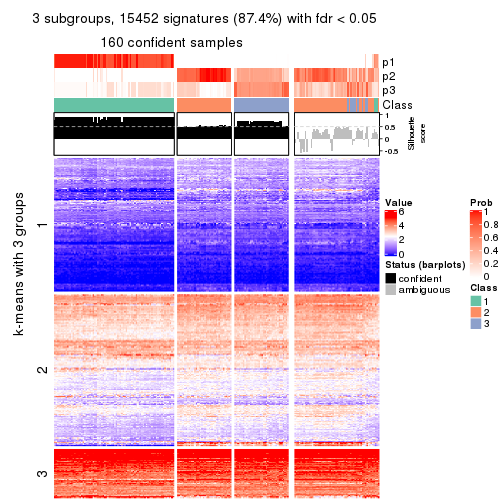 3 subgroups, 15452 signatures (87.4%) with fdr < 0.05
160 confident samples
p1
p2
p3
Class
1
0.5
0
-0.5
Silhouette
score
k-means with 3 groups
1
2
3
Value
6
4
2
0
Status (barplots)
confident
ambiguous
Prob
1
0.8
0.6
0.4
0.2
0
Class
1
2
3